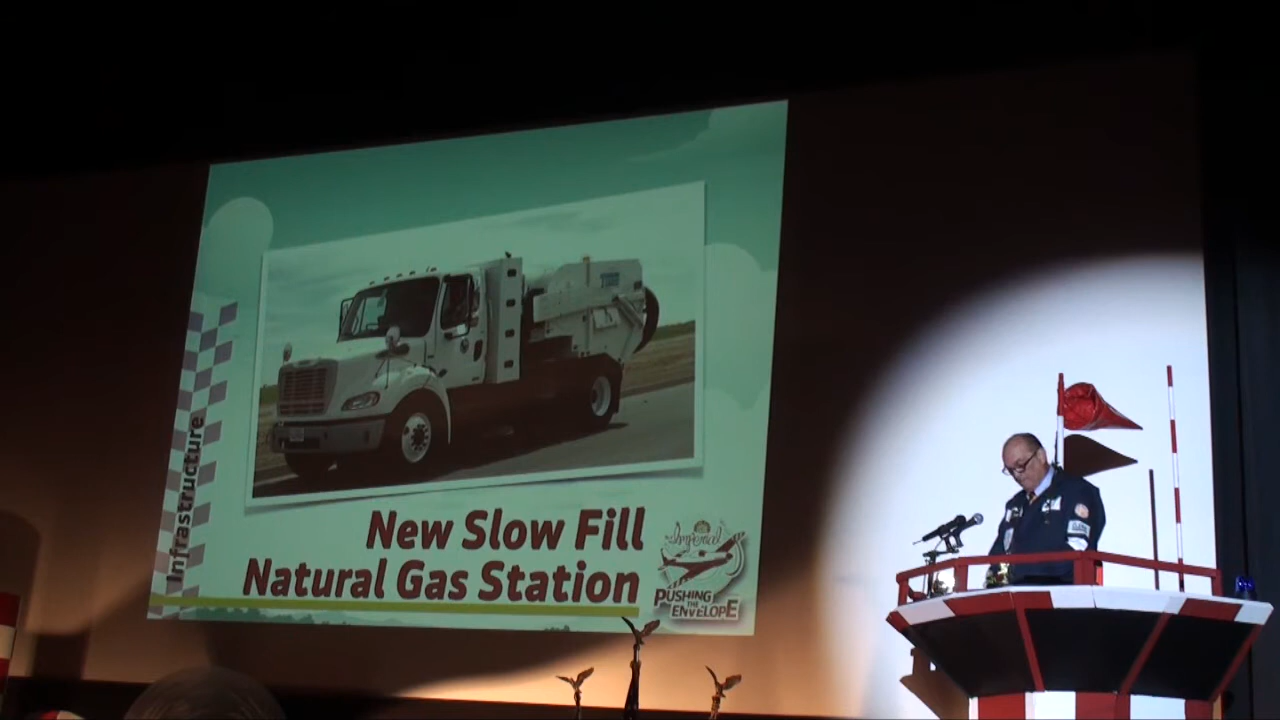 Infrastructure
New Slow Fill
Natural Gas Station
Imperial
PUSHING
THE
ENVELOPE